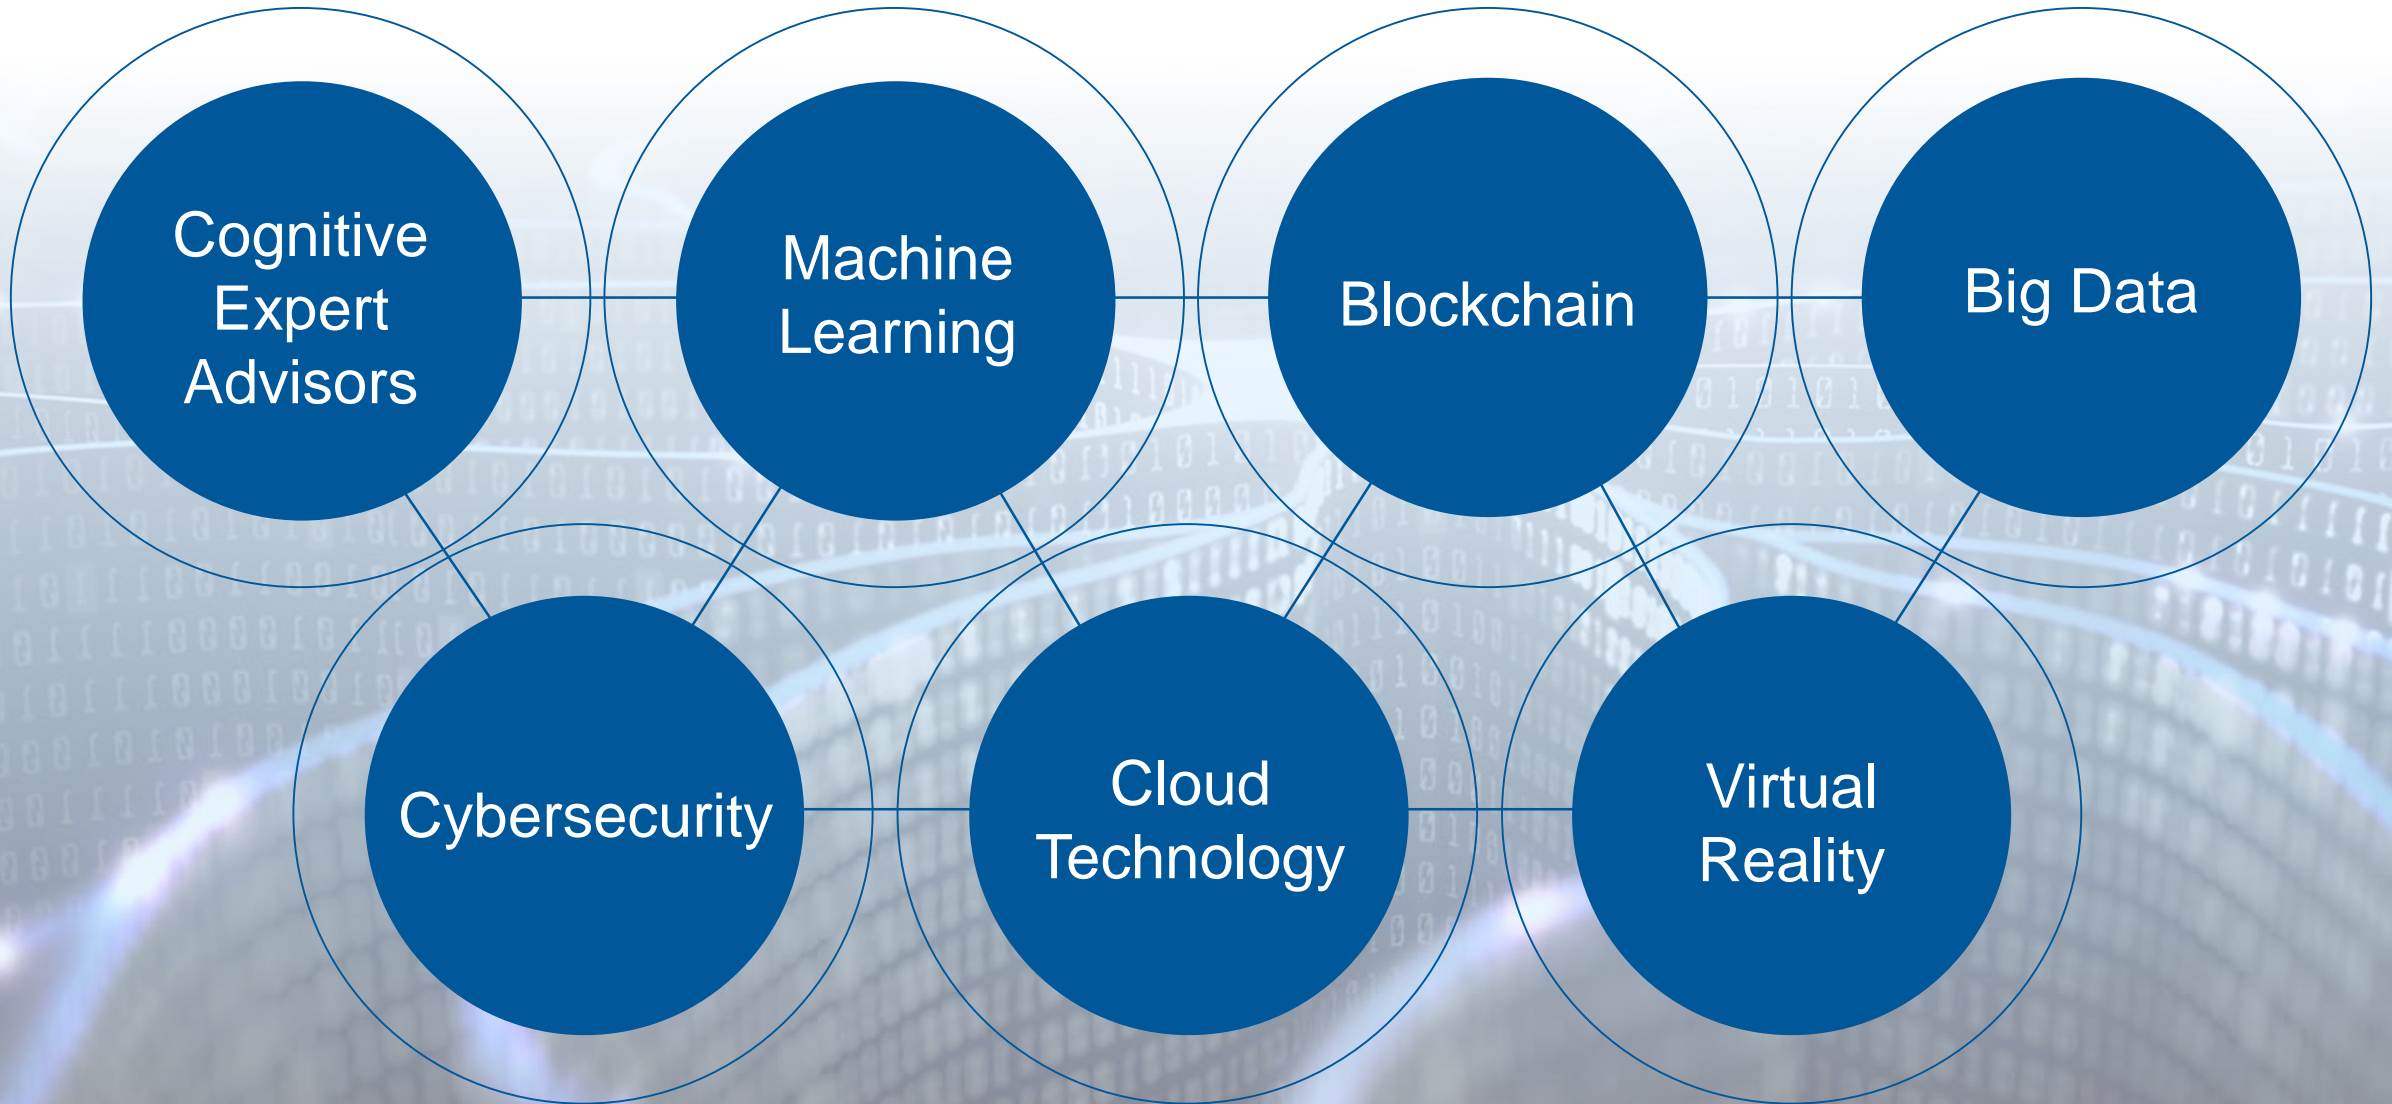 Cognitive
Expert
Advisors
Machine
Learning
Blockchain
Big Data
Cybersecurity
Cloud
Technology
Virtual
Reality